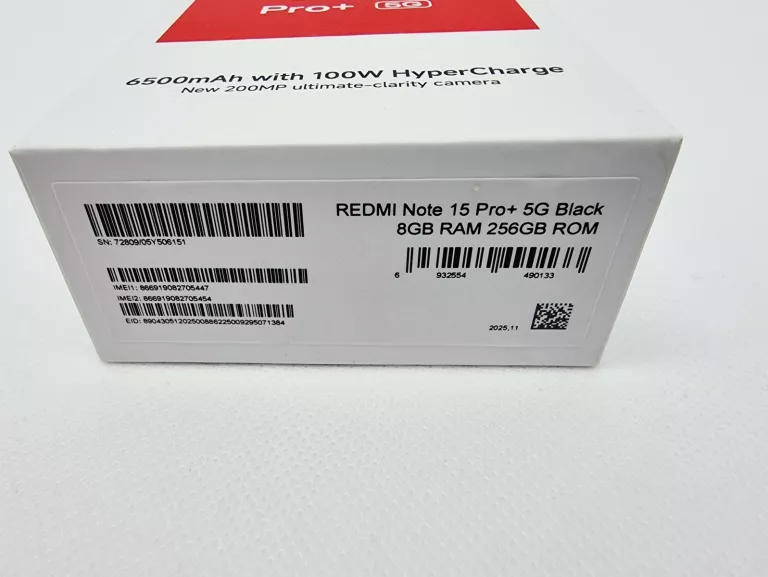 Pro+ 5G
6500mAh with 100W HyperCharge
New 200MP ultimate-clarity camera
REDMI Note 15 Pro+ 5G Black
8GB RAM 256GB ROM
SN: 72809/05Y506151
6 932554 490133
IMEI1: 866919082705447
IMEI2: 866919082705454
EID: 89043051202500886225009295071384
2025.11